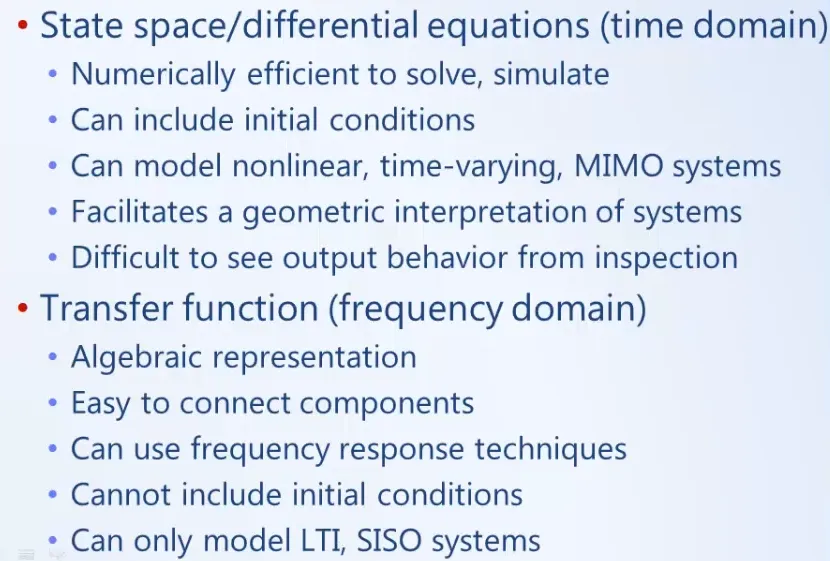 • State space/differential equations (time domain)
• Numerically efficient to solve, simulate
• Can include initial conditions
• Can model nonlinear, time-varying, MIMO systems
• Facilitates a geometric interpretation of systems
• Difficult to see output behavior from inspection
• Transfer function (frequency domain)
• Algebraic representation
• Easy to connect components
• Can use frequency response techniques
• Cannot include initial conditions
• Can only model LTI, SISO systems